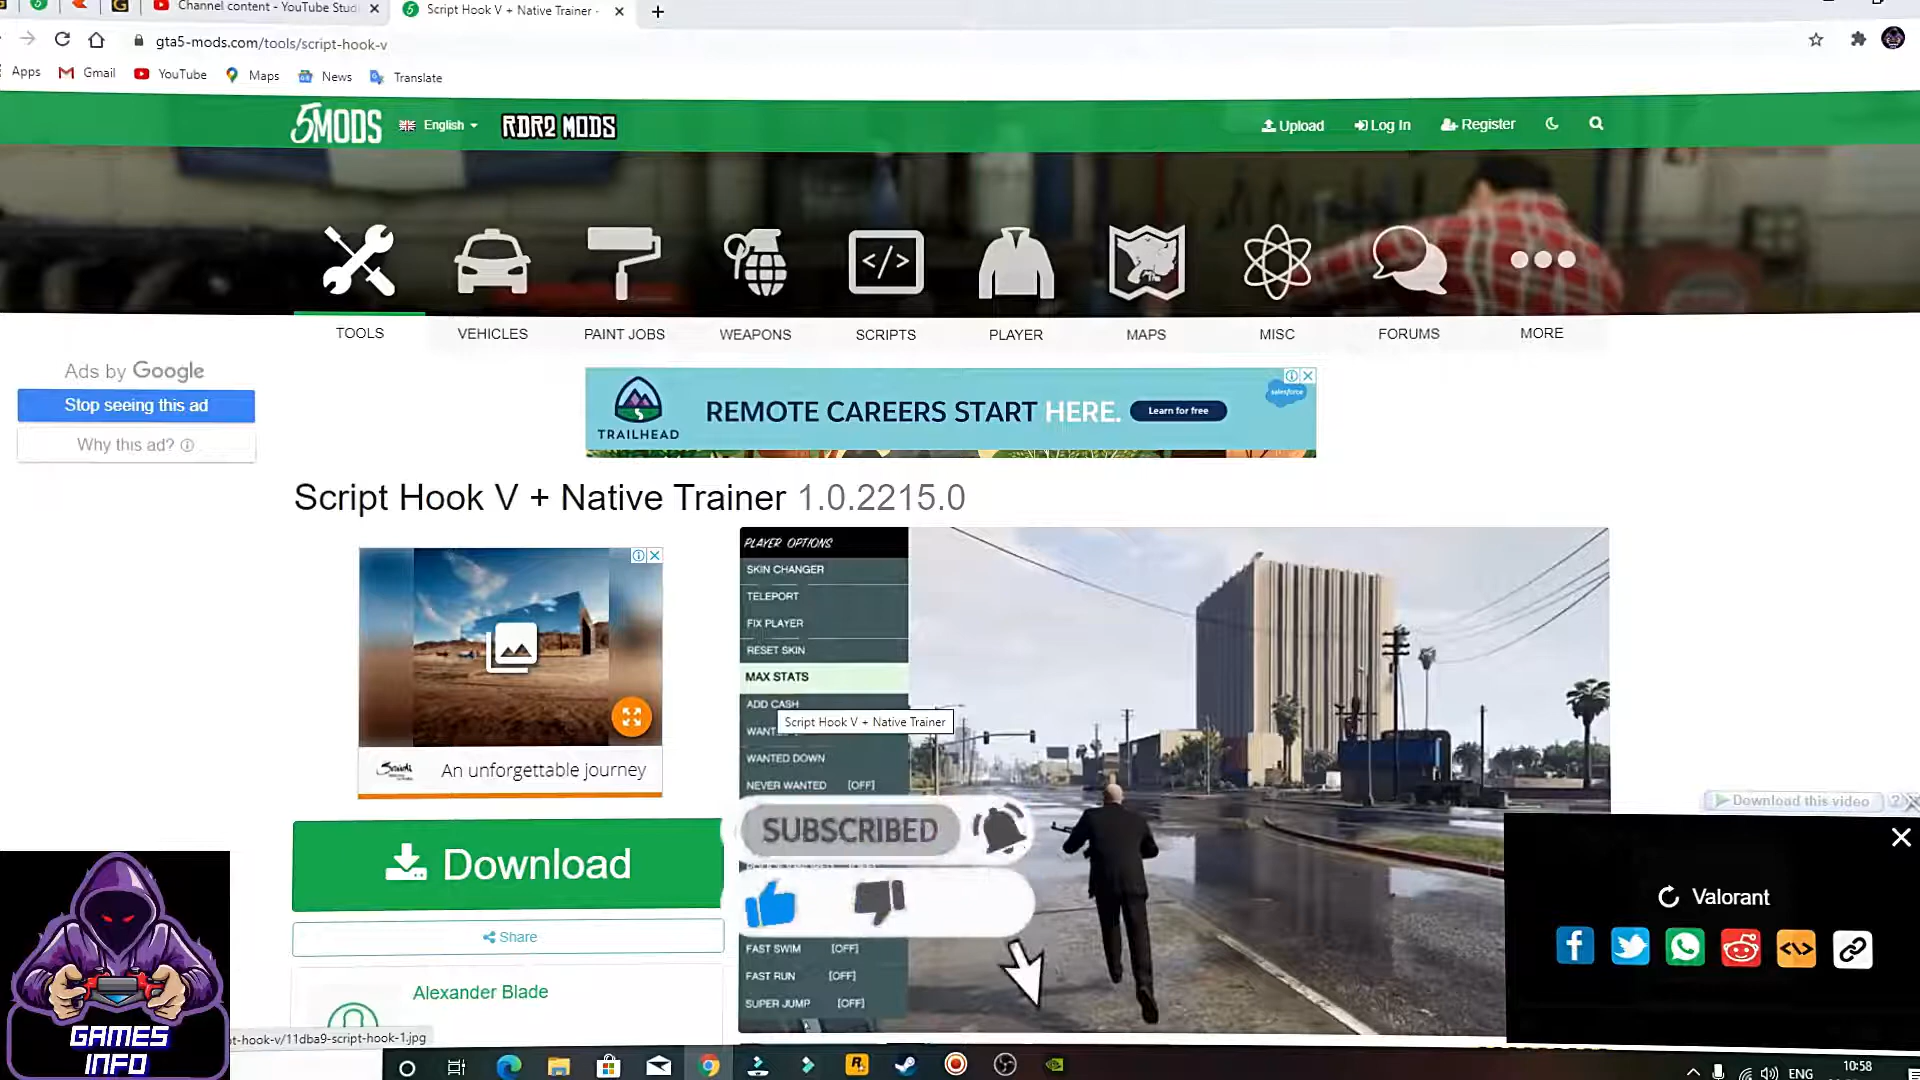 Channel content - YouTube Studi
Script Hook V + Native Trainer -
gta5-mods.com/tools/script-hook-v
Apps Gmail YouTube Maps News Translate
5MODS English RDR2 MODS Upload Log In Register
TOOLS VEHICLES PAINT JOBS WEAPONS SCRIPTS PLAYER MAPS MISC FORUMS MORE
Ads by Google
Stop seeing this ad
Why this ad?
TRAILHEAD
REMOTE CAREERS START HERE.
Learn for free
salesforce
Script Hook V + Native Trainer 1.0.2215.0
PLAYER OPTIONS
SKIN CHANGER
TELEPORT
FIX PLAYER
RESET SKIN
MAX STATS
ADD CASH
Script Hook V + Native Trainer
WANTED DOWN
NEVER WANTED [OFF]
An unforgettable journey
Download this video ?
SUBSCRIBED
Download
Valorant
Share
FAST SWIM [OFF]
FAST RUN [OFF]
SUPER JUMP [OFF]
Alexander Blade
GAMES
INFO
t-hook-v/11dba9-script-hook-1.jpg
ENG
10:58